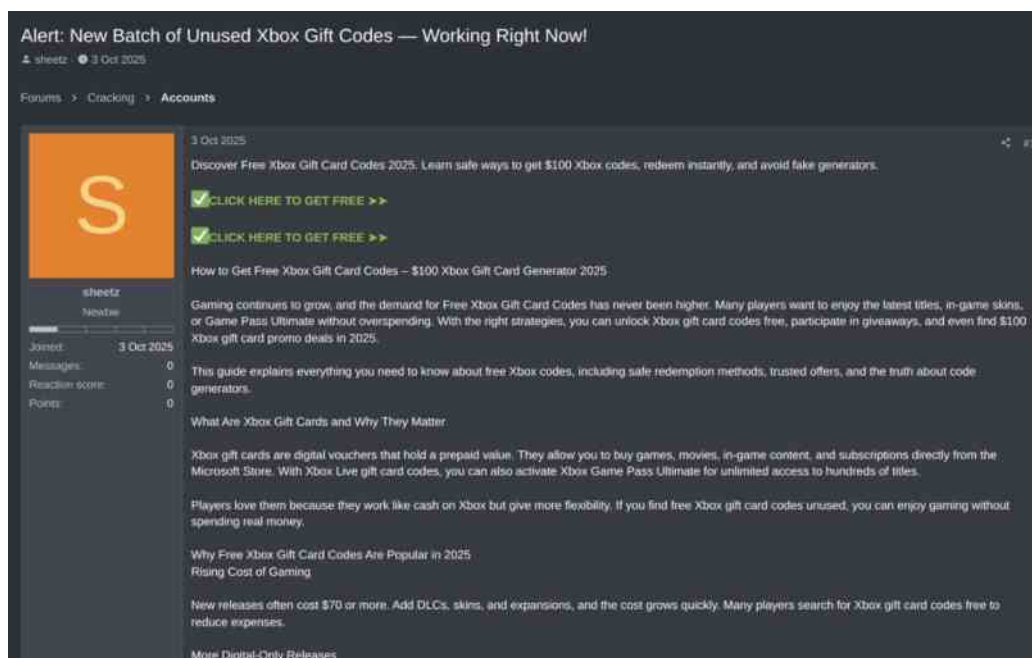 Alert: New Batch of Unused Xbox Gift Codes — Working Right Now!
sheetz 3 Oct 2025
Forums > Cracking > Accounts
S
sheetz
Newbie
Joined: 3 Oct 2025
Messages: 0
Reaction score: 0
Points: 0
3 Oct 2025
Discover Free Xbox Gift Card Codes 2025. Learn safe ways to get $100 Xbox codes, redeem instantly, and avoid fake generators.
✅CLICK HERE TO GET FREE ➤➤
✅CLICK HERE TO GET FREE ➤➤
How to Get Free Xbox Gift Card Codes – $100 Xbox Gift Card Generator 2025
Gaming continues to grow, and the demand for Free Xbox Gift Card Codes has never been higher. Many players want to enjoy the latest titles, in-game skins,
or Game Pass Ultimate without overspending. With the right strategies, you can unlock Xbox gift card codes free, participate in giveaways, and even find $100
Xbox gift card promo deals in 2025.
This guide explains everything you need to know about free Xbox codes, including safe redemption methods, trusted offers, and the truth about code
generators.
What Are Xbox Gift Cards and Why They Matter
Xbox gift cards are digital vouchers that hold a prepaid value. They allow you to buy games, movies, in-game content, and subscriptions directly from the
Microsoft Store. With Xbox Live gift card codes, you can also activate Xbox Game Pass Ultimate for unlimited access to hundreds of titles.
Players love them because they work like cash on Xbox but give more flexibility. If you find free Xbox gift card codes unused, you can enjoy gaming without
spending real money.
Why Free Xbox Gift Card Codes Are Popular in 2025
Rising Cost of Gaming
New releases often cost $70 or more. Add DLCs, skins, and expansions, and the cost grows quickly. Many players search for Xbox gift card codes free to
reduce expenses.
More Digital-Only Releases